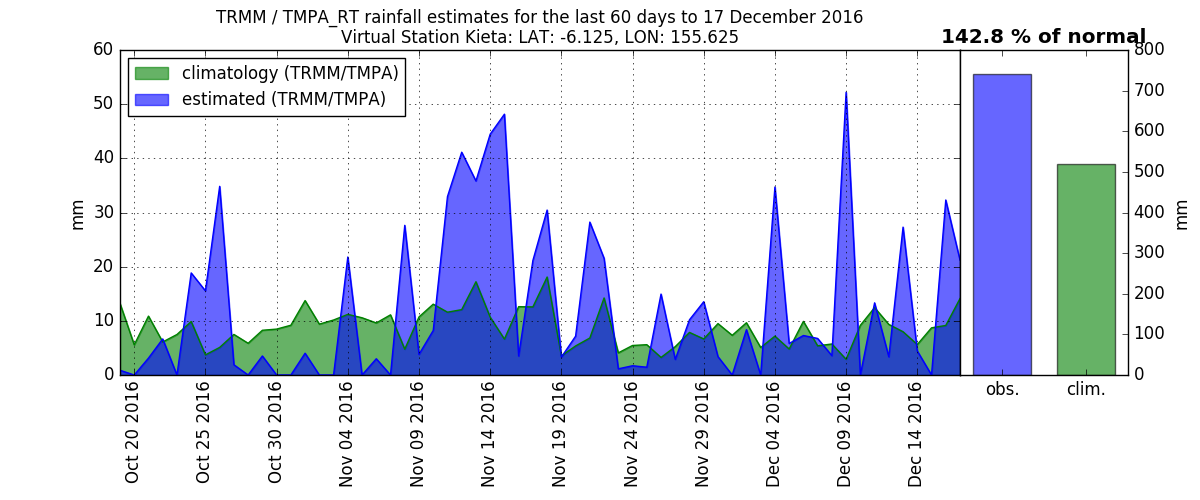 TRMM / TMPA_RT rainfall estimates for the last 60 days to 17 December 2016
Virtual Station Kieta: LAT: -6.125, LON: 155.625
142.8 % of normal
climatology (TRMM/TMPA)
estimated (TRMM/TMPA)
60
50
40
30
20
10
0
mm
Oct 20 2016
Oct 25 2016
Oct 30 2016
Nov 04 2016
Nov 09 2016
Nov 14 2016
Nov 19 2016
Nov 24 2016
Nov 29 2016
Dec 04 2016
Dec 09 2016
Dec 14 2016
obs.
clim.
800
700
600
500
400
300
200
100
0
mm